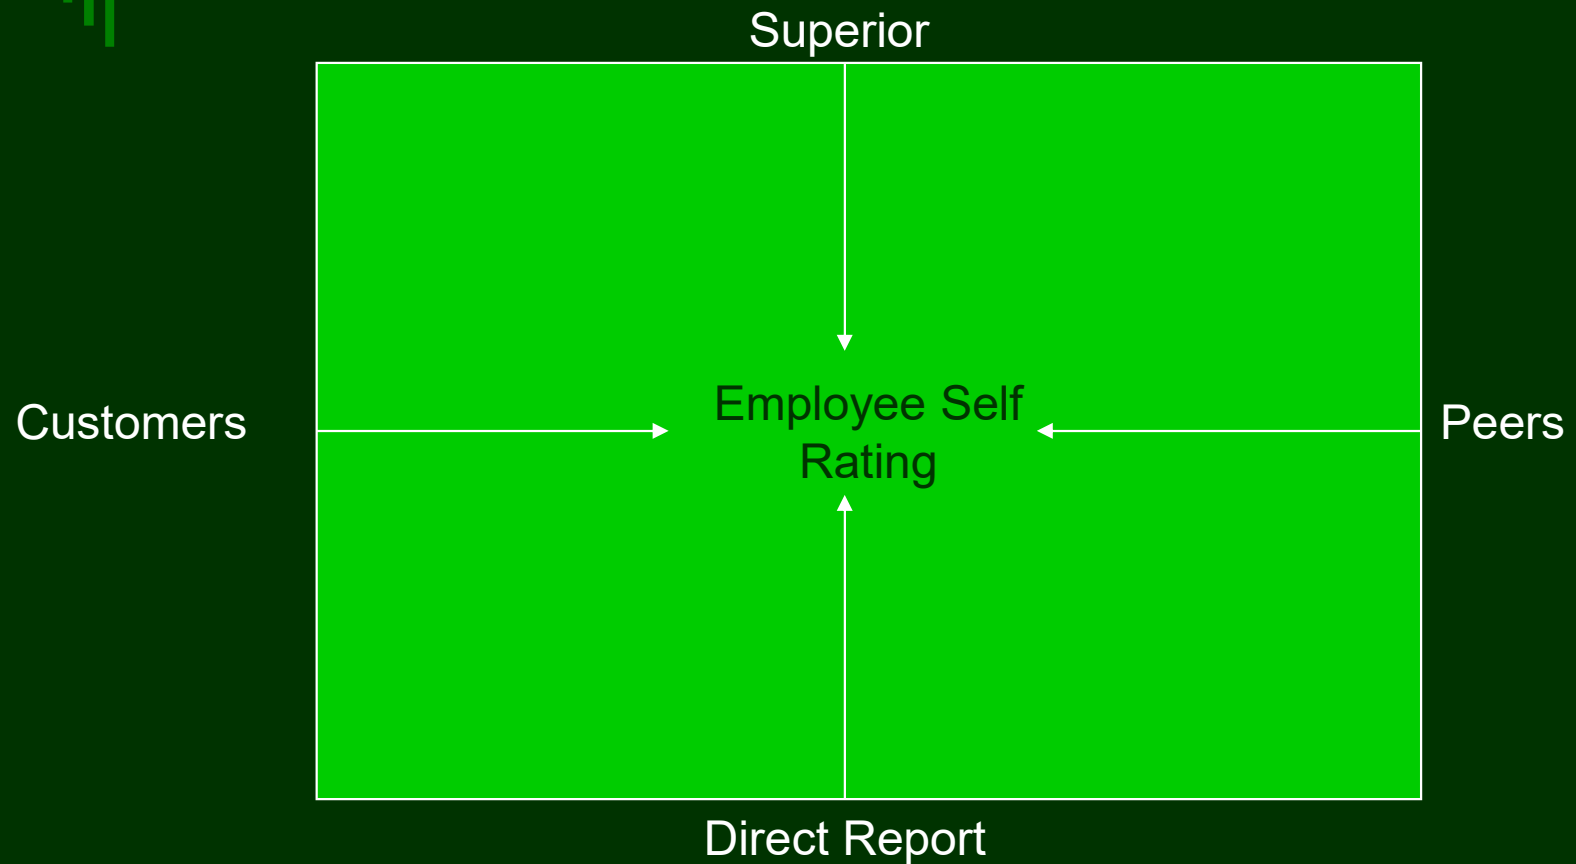 Superior
Customers
Employee Self
Rating
Peers
Direct Report